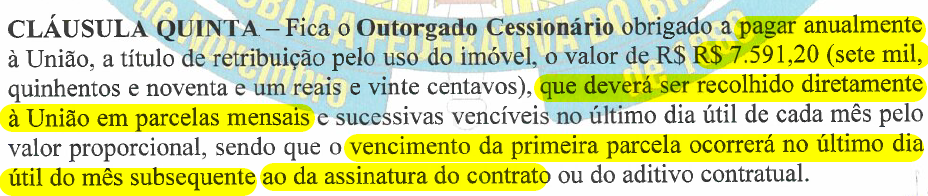 CLÁUSULA QUINTA – Fica o Outorgado Cessionário obrigado a pagar anualmente
à União, a título de retribuição pelo uso do imóvel, o valor de R$ R$ 7.591,20 (sete mil,
quinhentos e noventa e um reais e vinte centavos), que deverá ser recolhido diretamente
à União em parcelas mensais e sucessivas vencíveis no último dia útil de cada mês pelo
valor proporcional, sendo que o vencimento da primeira parcela ocorrerá no último dia
útil do mês subsequente ao da assinatura do contrato ou do aditivo contratual.